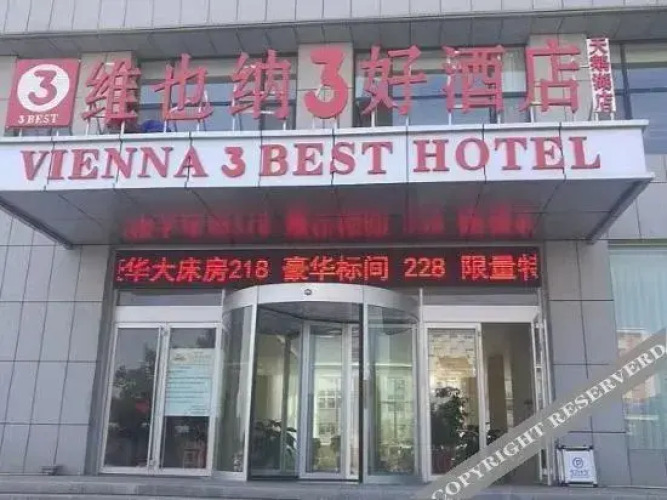 3
3 BEST
维也纳3好酒店
天鹅湖店
VIENNA 3 BEST HOTEL
华大床房218 豪华标间 228 限量特
COPYRIGHT RESERVED